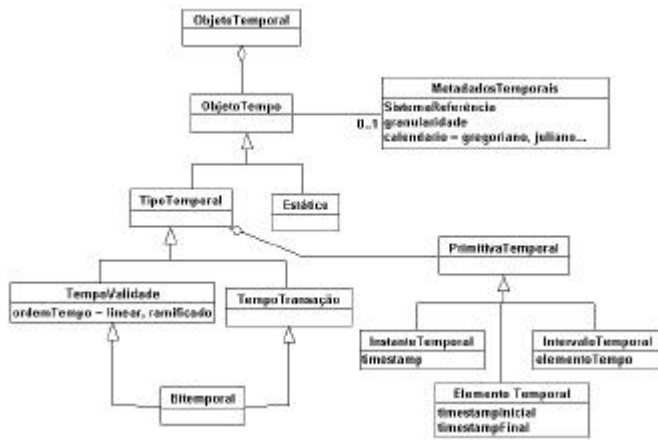 ObjetoTemporal
ObjetoTempo
MetadadosTemporais
SistemaReferência
granularidade
calendario – gregoriano, juliano...
0..1
TipoTemporal
Estático
PrimitivaTemporal
TempoValidade
ordemTempo – linear, ramificado
TempoTransação
InstanteTemporal
timestamp
IntervaloTemporal
elementoTempo
Bitemporal
Elemento Temporal
timestampInicial
timestampFinal